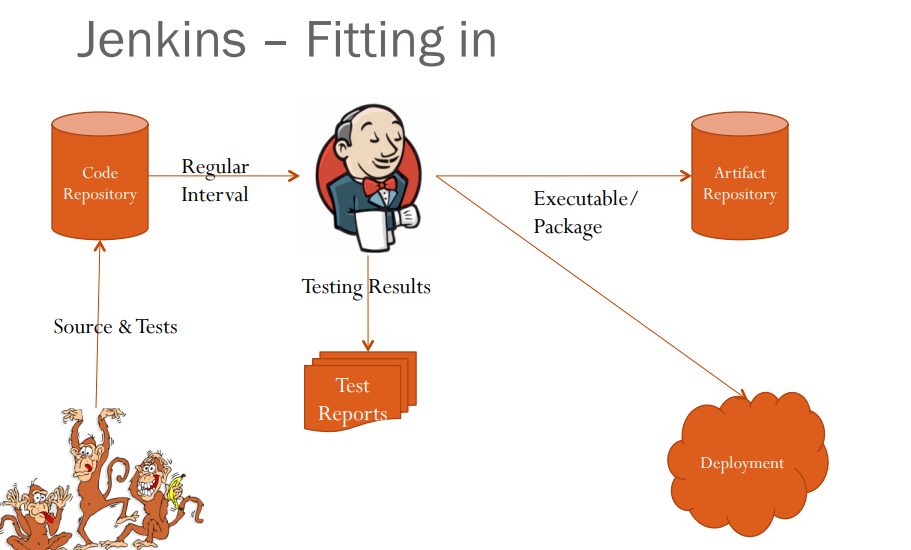 Jenkins – Fitting in
Code
Repository
Regular
Interval
Artifact
Repository
Executable/
Package
Testing Results
Source & Tests
Test
Reports
Deployment